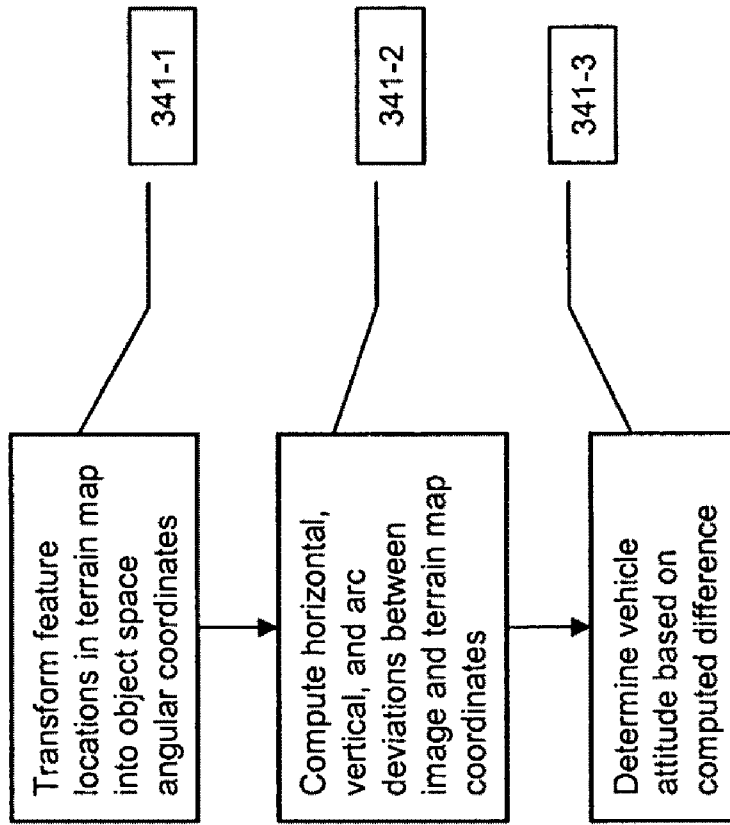 Transform feature
locations in terrain map
into object space
angular coordinates
341-1
Compute horizontal,
vertical, and arc
deviations between
image and terrain map
coordinates
341-2
Determine vehicle
attitude based on
computed difference
341-3